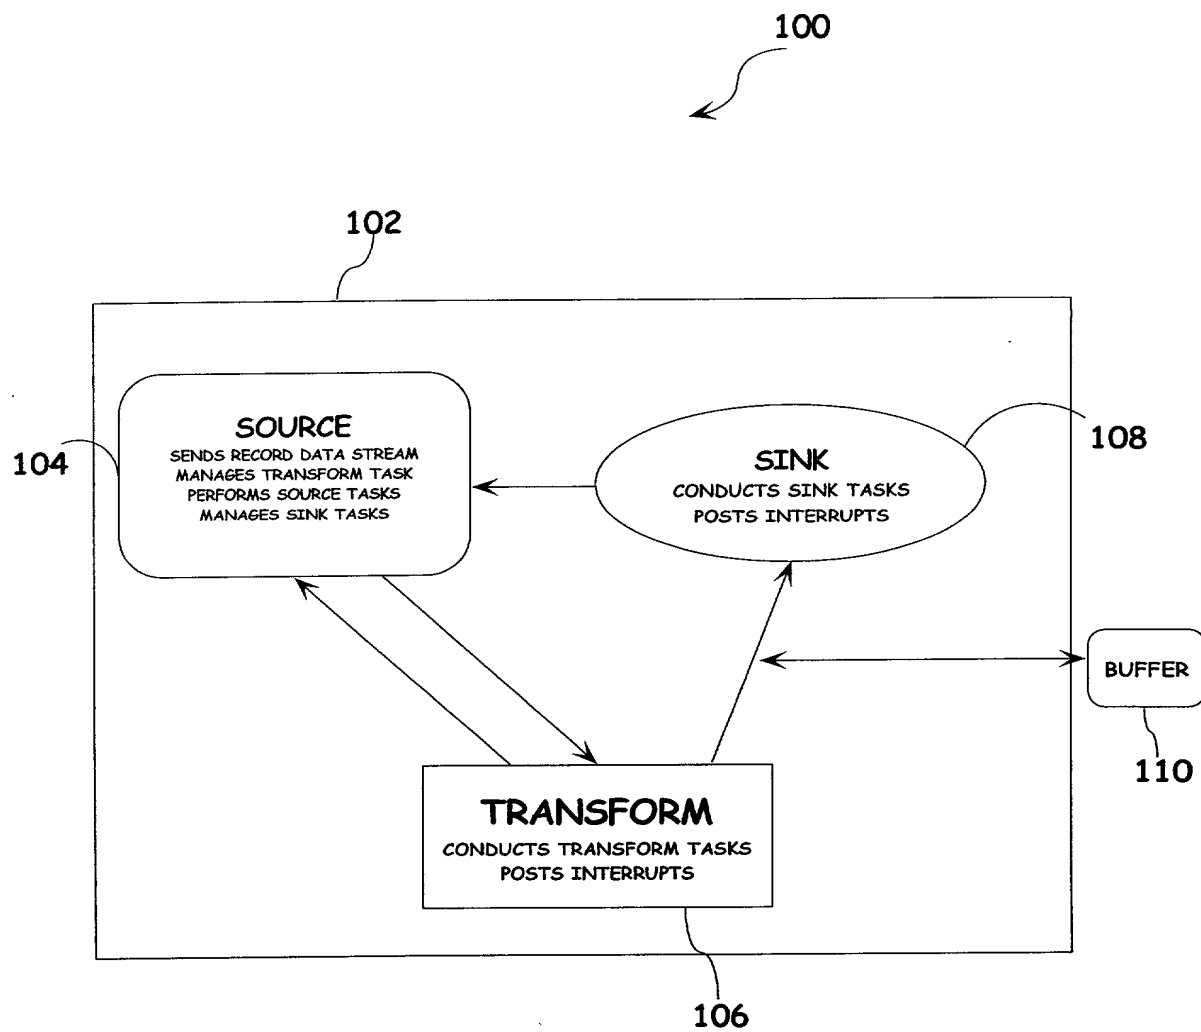 100
102
SOURCE
SENDS RECORD DATA STREAM
MANAGES TRANSFORM TASK
PERFORMS SOURCE TASKS
MANAGES SINK TASKS
104
SINK
CONDUCTS SINK TASKS
POSTS INTERRUPTS
108
BUFFER
110
TRANSFORM
CONDUCTS TRANSFORM TASKS
POSTS INTERRUPTS
106